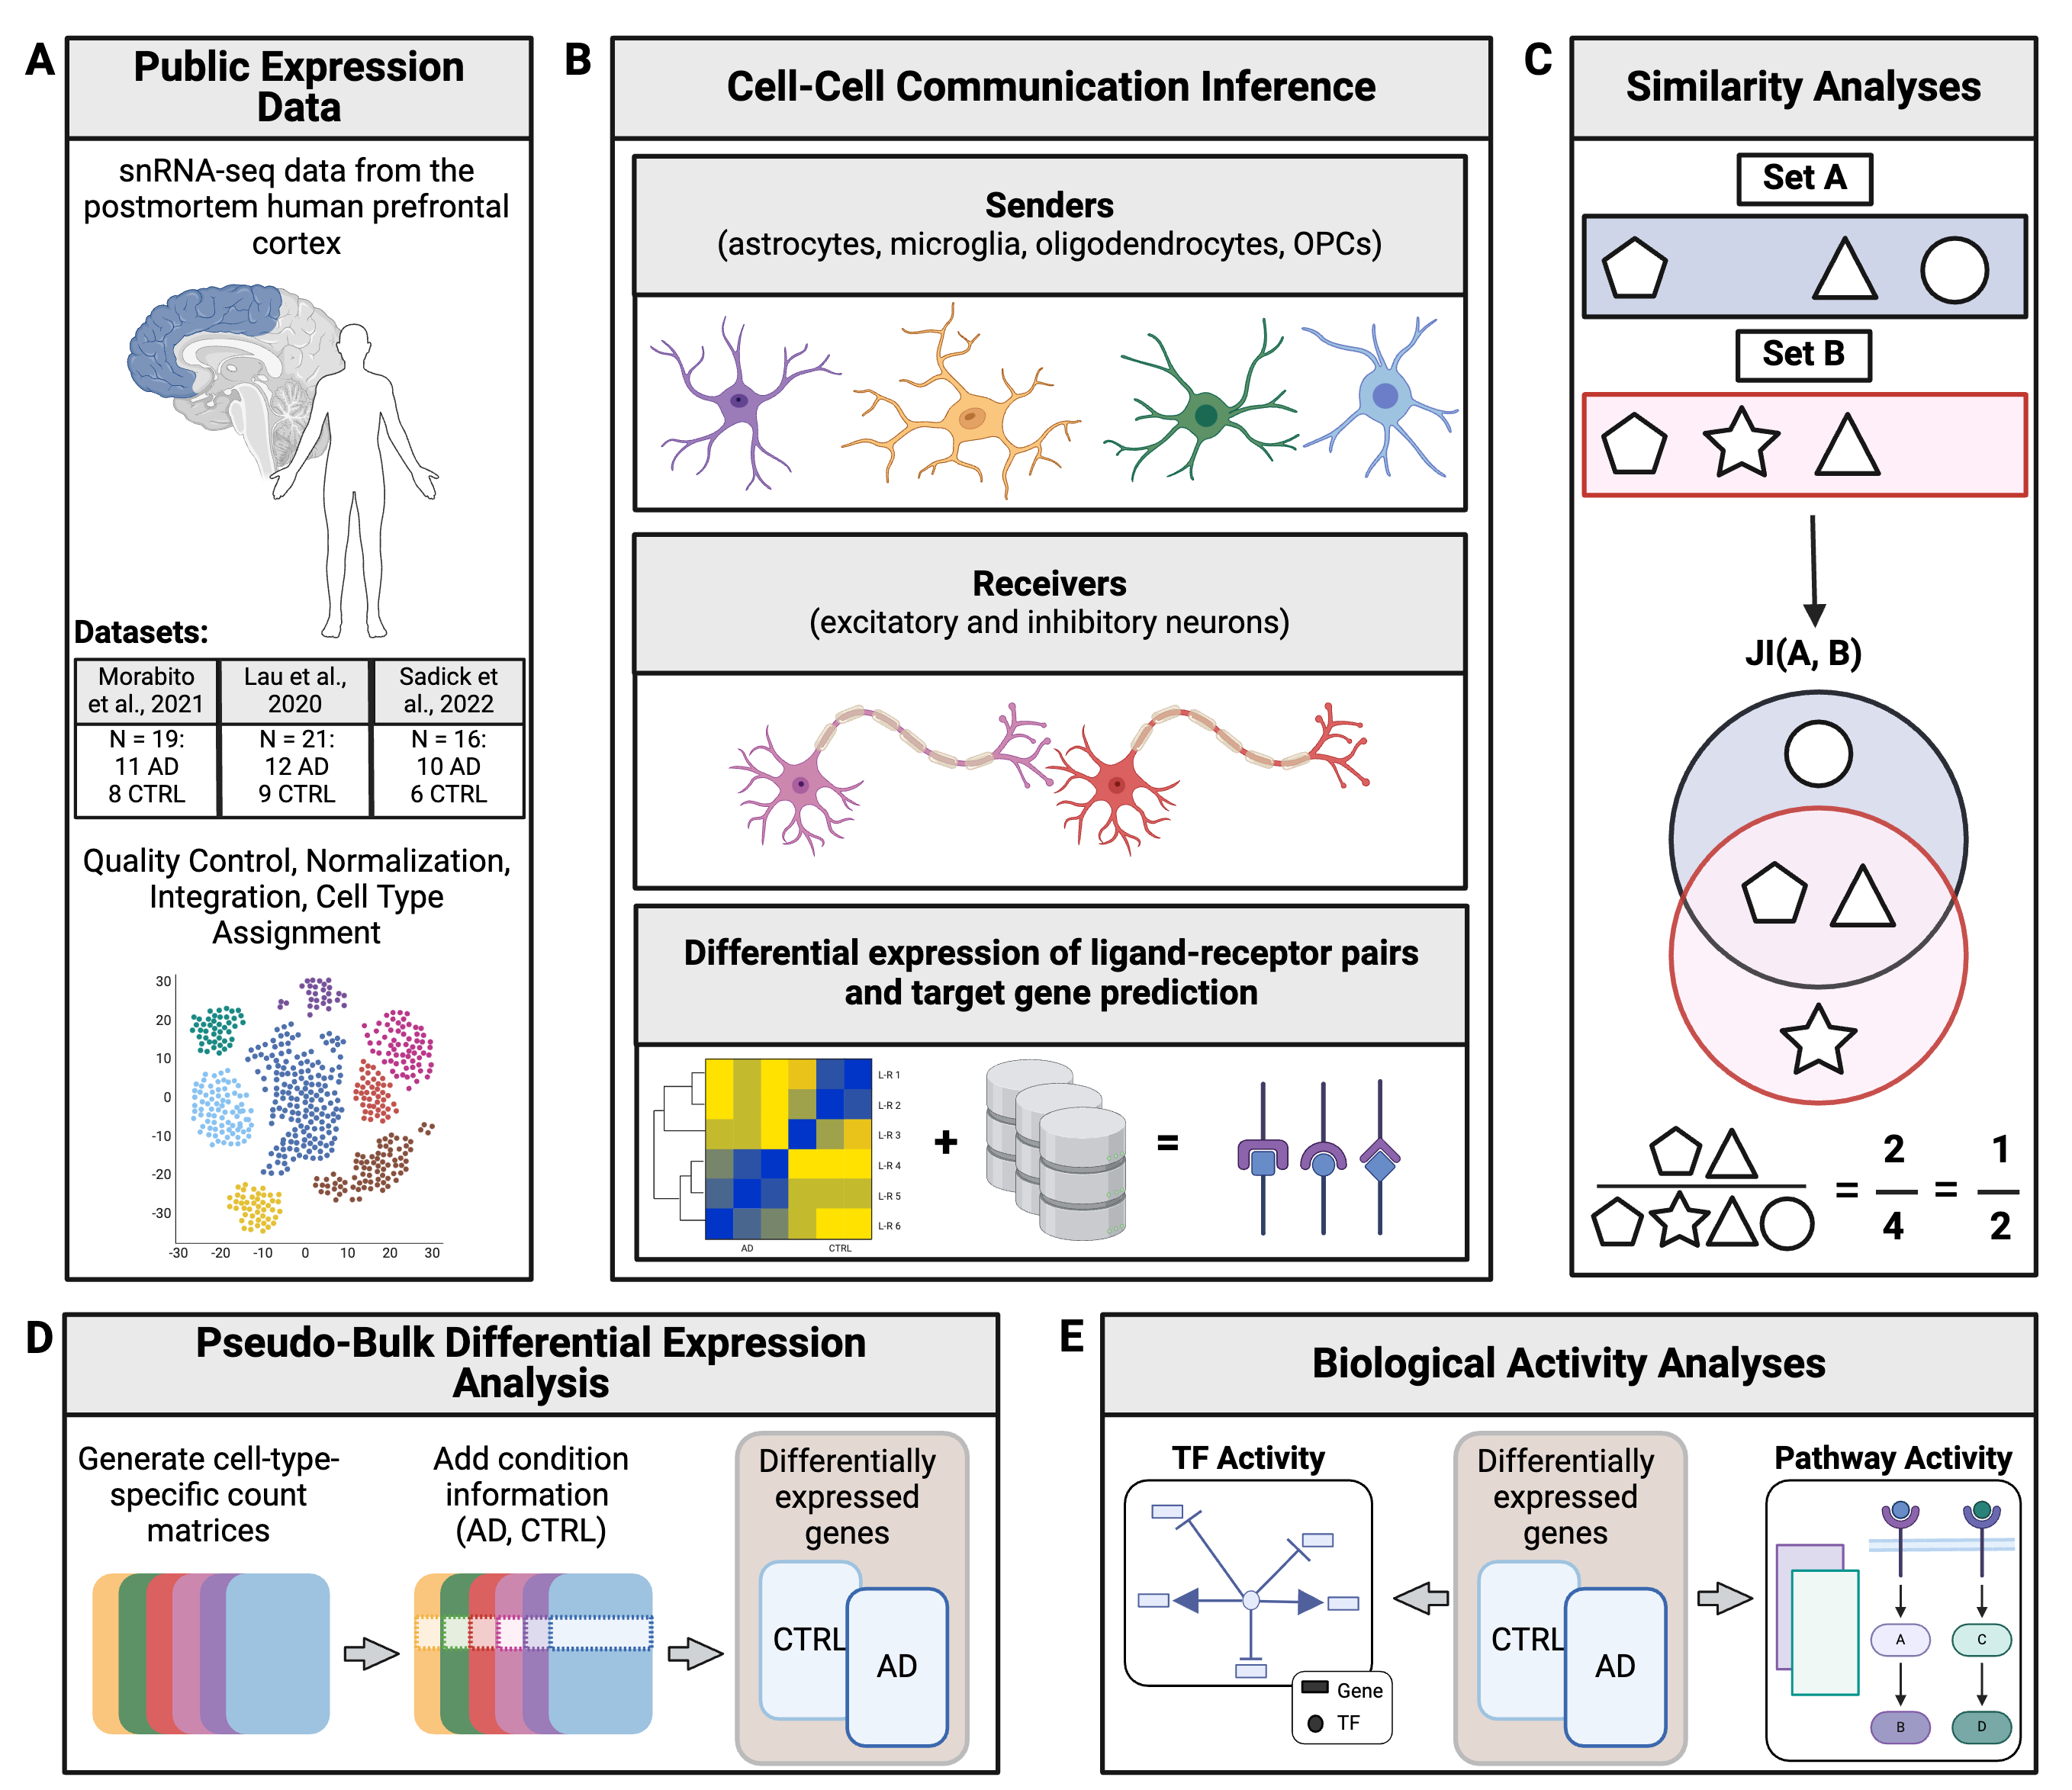 A
Public Expression
Data
snRNA-seq data from the
postmortem human prefrontal
cortex
Datasets:
Morabito
et al., 2021
Lau et al.,
2020
Sadick et
al., 2022
N = 19:
11 AD
8 CTRL
N = 21:
12 AD
9 CTRL
N = 16:
10 AD
6 CTRL
Quality Control, Normalization,
Integration, Cell Type
Assignment
30
20
10
0
-10
-20
-30
-30 -20 -10 0 10 20 30
B
Cell-Cell Communication Inference
Senders
(astrocytes, microglia, oligodendrocytes, OPCs)
Receivers
(excitatory and inhibitory neurons)
Differential expression of ligand-receptor pairs
and target gene prediction
L-R 1
L-R 2
L-R 3
L-R 4
L-R 5
L-R 6
AD CTRL
+
=
C
Similarity Analyses
Set A
Set B
JI(A, B)
= 2/4 = 1/2
D
Pseudo-Bulk Differential Expression
Analysis
Generate cell-type-
specific count
matrices
Add condition
information
(AD, CTRL)
Differentially
expressed
genes
CTRL
AD
E
Biological Activity Analyses
TF Activity
Gene
TF
Differentially
expressed
genes
CTRL
AD
Pathway Activity
A C
B D